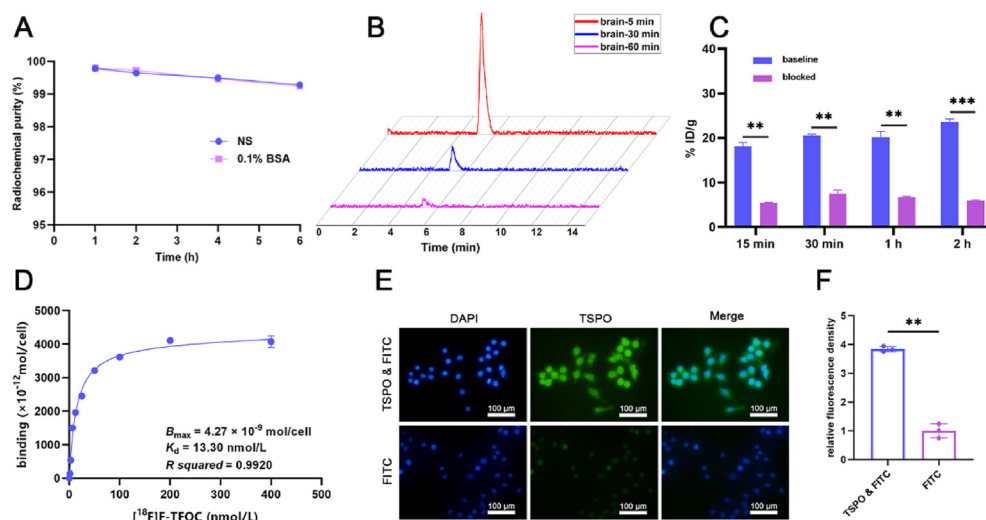 A
Radiochemical purity (%)
100
99
98
97
96
95
NS
0.1% BSA
0 1 2 3 4 5 6
Time (h)
B
brain-5 min
brain-30 min
brain-60 min
0 2 4 6 8 10 12 14
Time (min)
C
% ID/g
40
30
20
10
0
baseline
blocked
** ** ** ***
15 min 30 min 1 h 2 h
D
binding (×10⁻¹²mol/cell)
5000
4000
3000
2000
1000
0
Bmax = 4.27 × 10⁻⁹ mol/cell
Kd = 13.30 nmol/L
R squared = 0.9920
0 100 200 300 400 500
[¹⁸F]F-TFQC (nmol/L)
E
DAPI TSPO Merge
TSPO & FITC
100 μm 100 μm 100 μm
FITC
100 μm 100 μm 100 μm
F
relative fluorescence density
5
4
3
2
1
0
**
TSPO & FITC
FITC